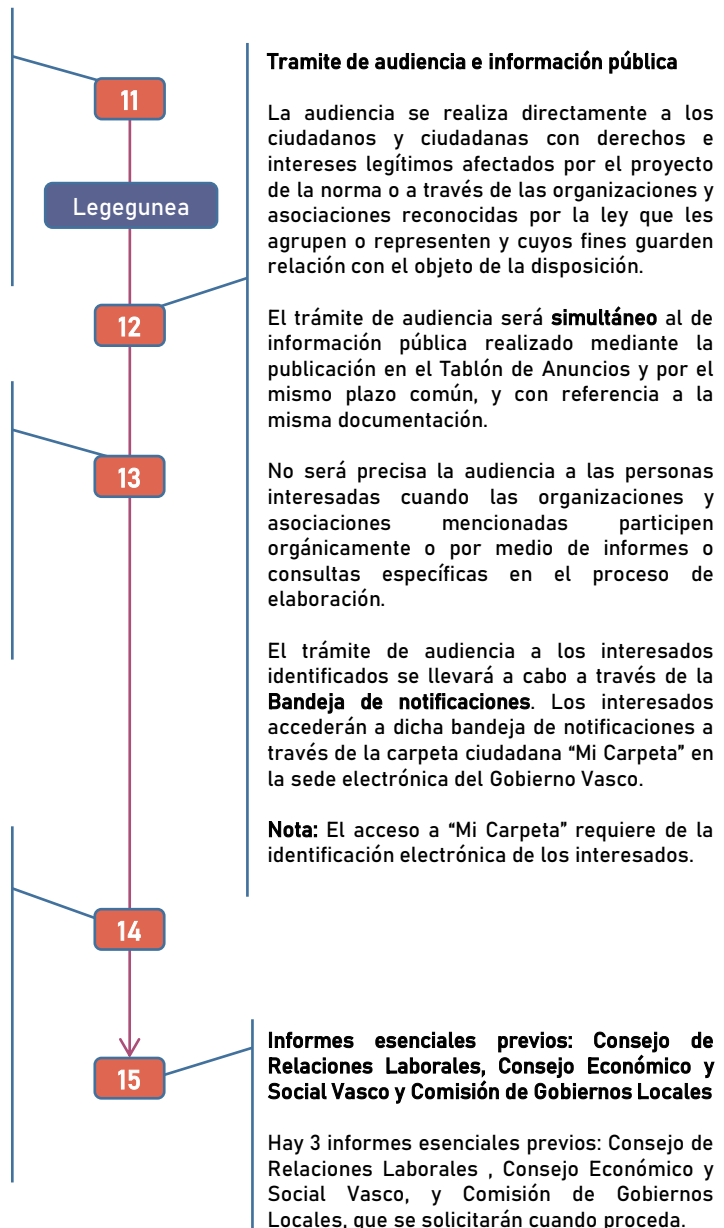 11
Legegunea
12
Tramite de audiencia e información pública
La audiencia se realiza directamente a los
ciudadanos y ciudadanas con derechos e
intereses legítimos afectados por el proyecto
de la norma o a través de las organizaciones y
asociaciones reconocidas por la ley que les
agrupen o representen y cuyos fines guarden
relación con el objeto de la disposición.
El trámite de audiencia será simultáneo al de
información pública realizado mediante la
publicación en el Tablón de Anuncios y por el
mismo plazo común, y con referencia a la
misma documentación.
No será precisa la audiencia a las personas
interesadas cuando las organizaciones y
asociaciones mencionadas participen
orgánicamente o por medio de informes o
consultas específicas en el proceso de
elaboración.
El trámite de audiencia a los interesados
identificados se llevará a cabo a través de la
Bandeja de notificaciones. Los interesados
accederán a dicha bandeja de notificaciones a
través de la carpeta ciudadana “Mi Carpeta” en
la sede electrónica del Gobierno Vasco.
Nota: El acceso a “Mi Carpeta” requiere de la
identificación electrónica de los interesados.
13
14
15
Informes esenciales previos: Consejo de
Relaciones Laborales, Consejo Económico y
Social Vasco y Comisión de Gobiernos Locales
Hay 3 informes esenciales previos: Consejo de
Relaciones Laborales , Consejo Económico y
Social Vasco, y Comisión de Gobiernos
Locales, que se solicitarán cuando proceda.